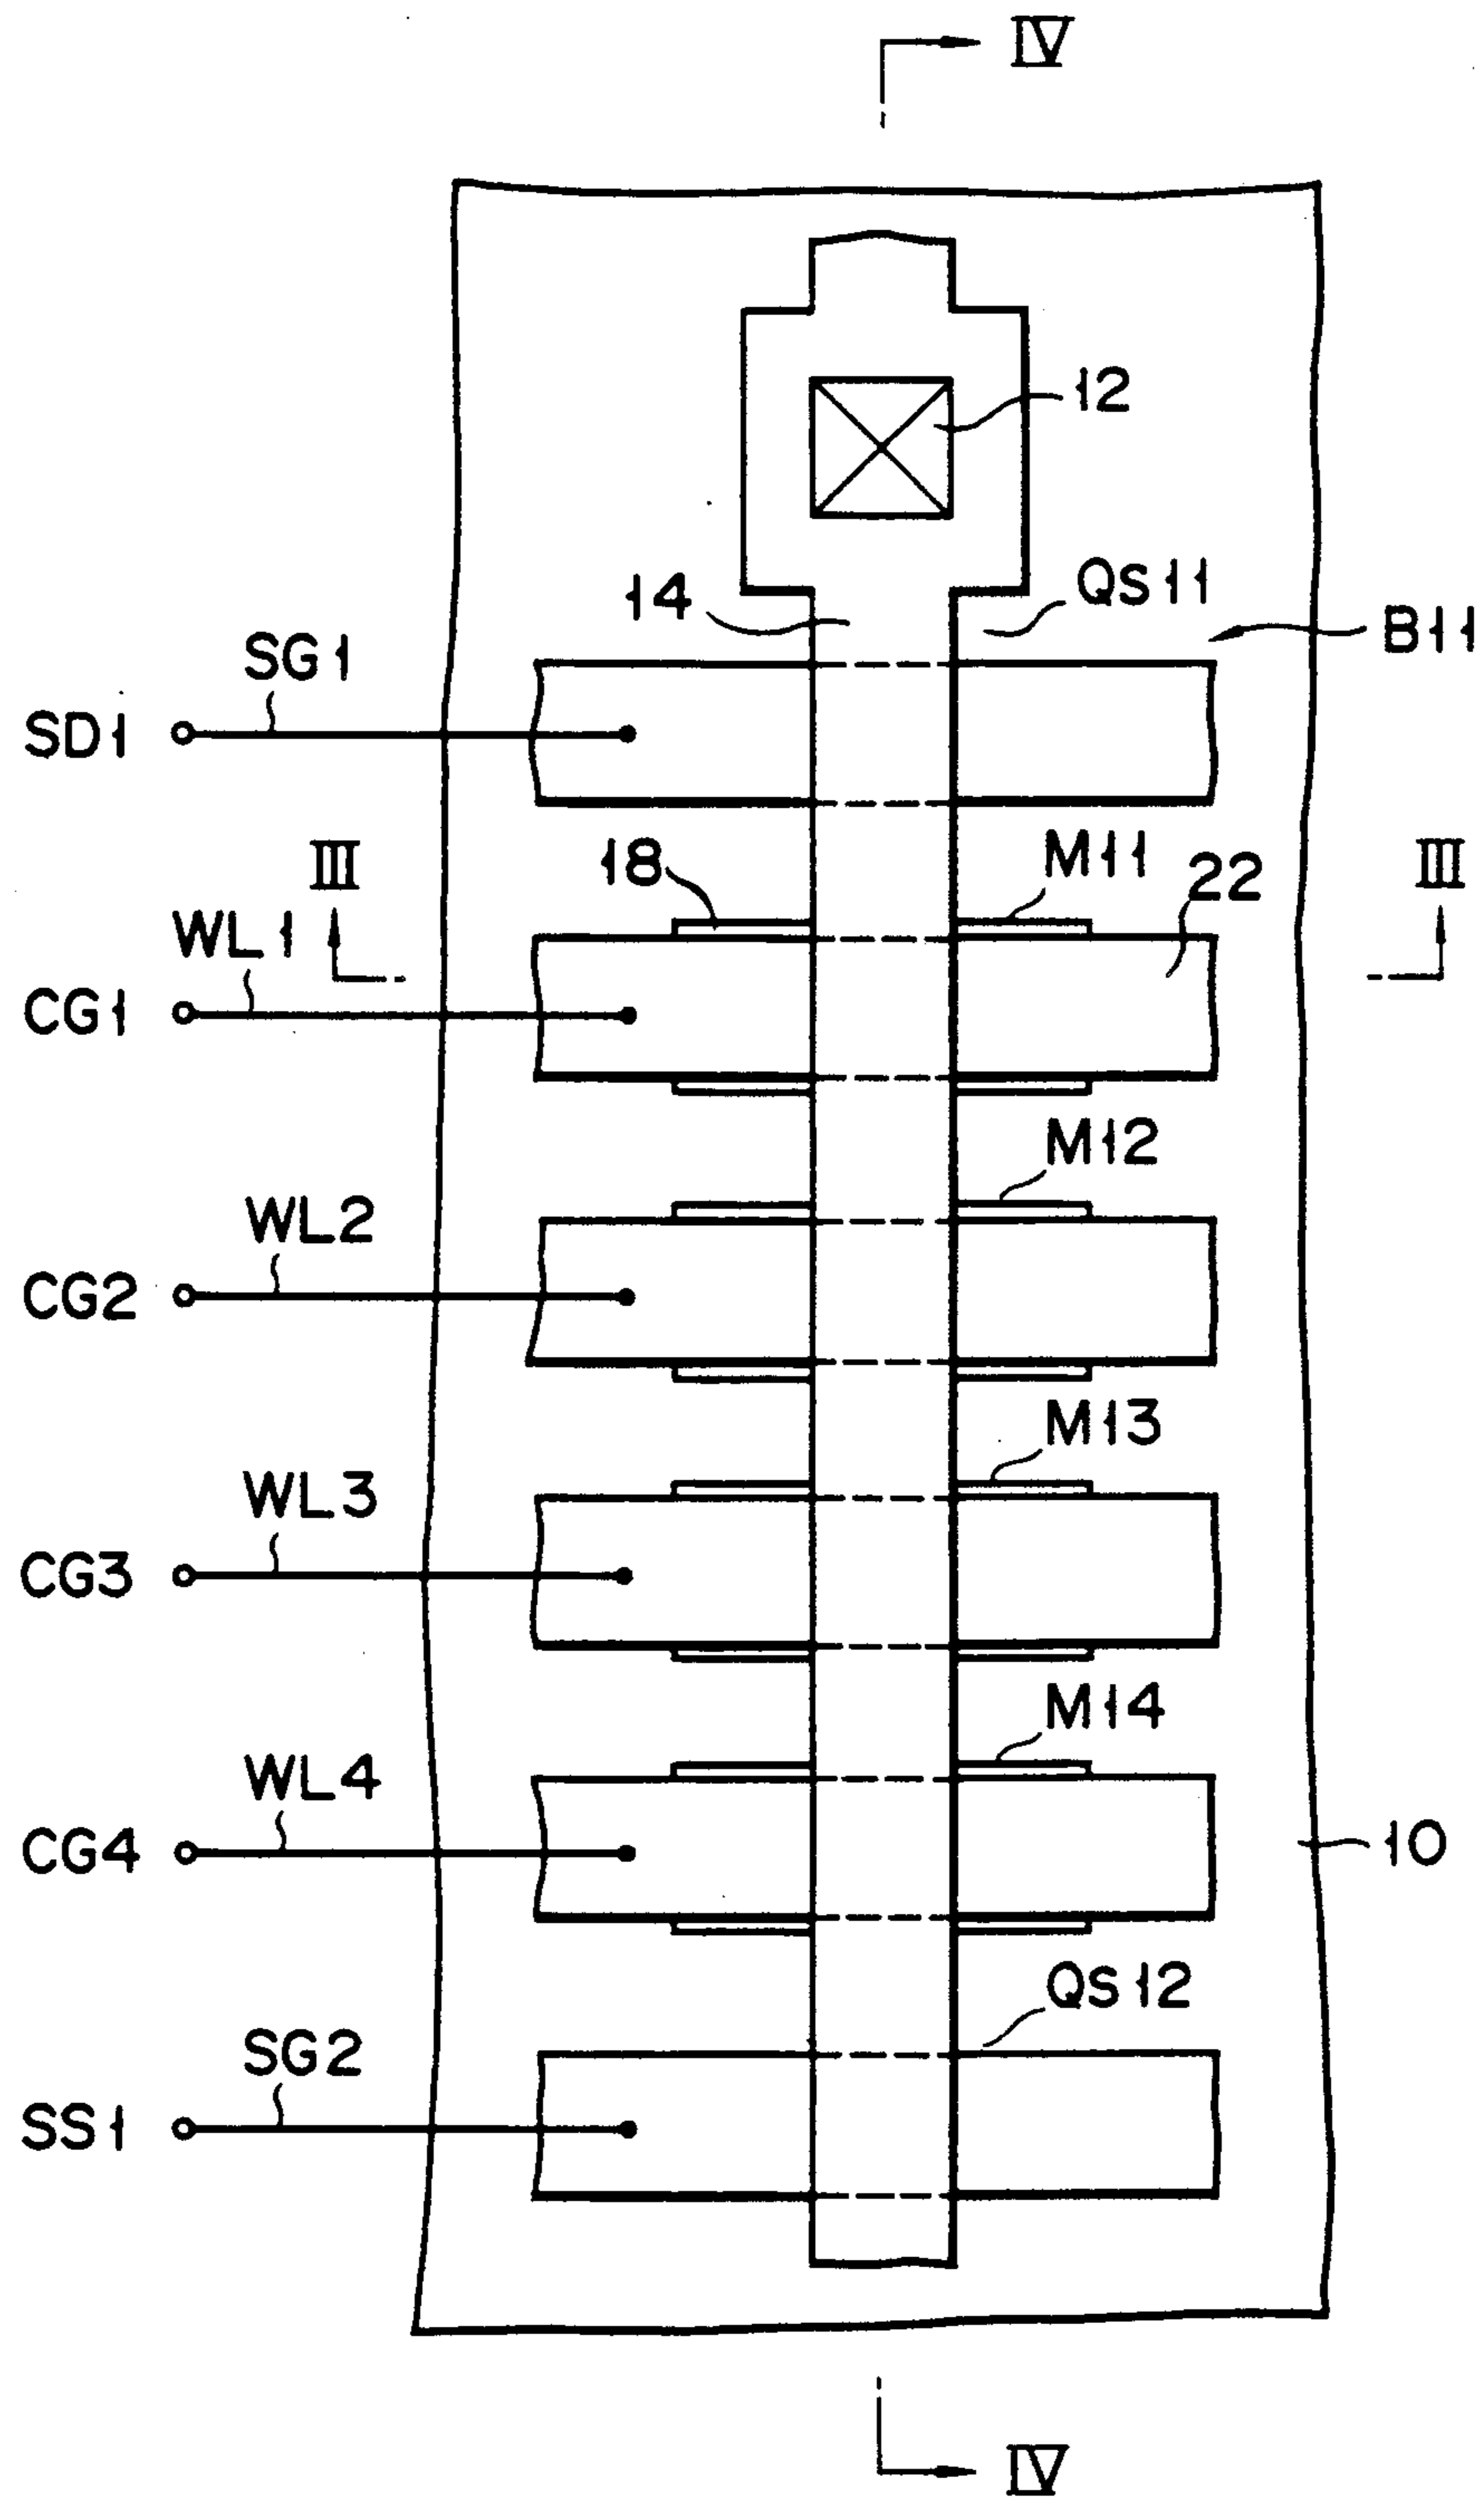 IV
12
14
QS11
B11
SG1
SD1
18
M11
22
III
III
WL1
CG1
M12
WL2
CG2
M13
WL3
CG3
M14
WL4
CG4
10
QS12
SG2
SS1
IV